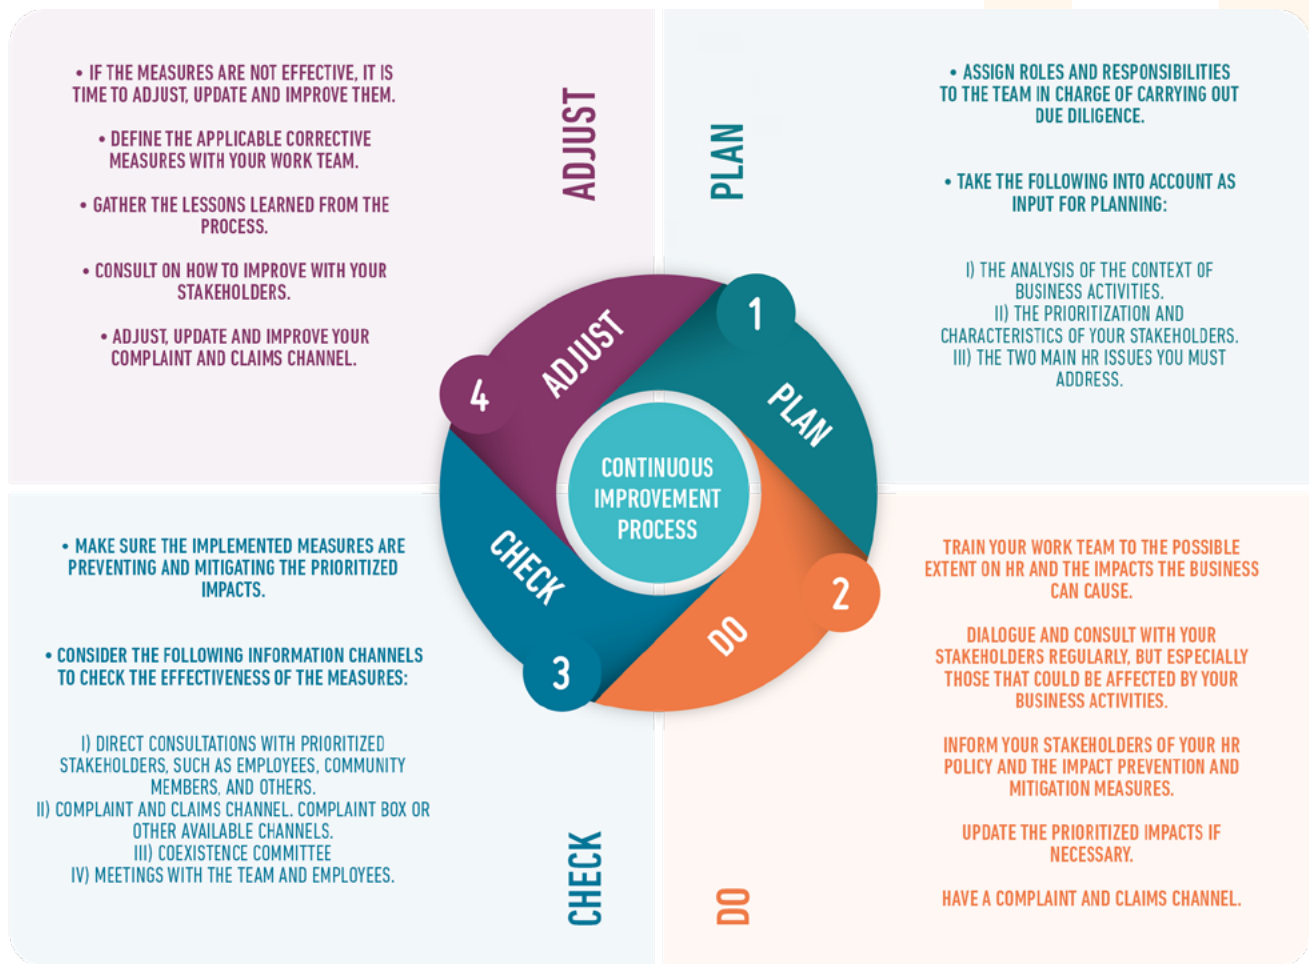 • IF THE MEASURES ARE NOT EFFECTIVE, IT IS
TIME TO ADJUST, UPDATE AND IMPROVE THEM.
• DEFINE THE APPLICABLE CORRECTIVE
MEASURES WITH YOUR WORK TEAM.
• GATHER THE LESSONS LEARNED FROM THE
PROCESS.
• CONSULT ON HOW TO IMPROVE WITH YOUR
STAKEHOLDERS.
• ADJUST, UPDATE AND IMPROVE YOUR
COMPLAINT AND CLAIMS CHANNEL.
ADJUST
PLAN
• ASSIGN ROLES AND RESPONSIBILITIES
TO THE TEAM IN CHARGE OF CARRYING OUT
DUE DILIGENCE.
• TAKE THE FOLLOWING INTO ACCOUNT AS
INPUT FOR PLANNING:
I) THE ANALYSIS OF THE CONTEXT OF
BUSINESS ACTIVITIES.
II) THE PRIORITIZATION AND
CHARACTERISTICS OF YOUR STAKEHOLDERS.
III) THE TWO MAIN HR ISSUES YOU MUST
ADDRESS.
1
PLAN
2
DO
3
CHECK
4
ADJUST
CONTINUOUS
IMPROVEMENT
PROCESS
• MAKE SURE THE IMPLEMENTED MEASURES ARE
PREVENTING AND MITIGATING THE PRIORITIZED
IMPACTS.
• CONSIDER THE FOLLOWING INFORMATION CHANNELS
TO CHECK THE EFFECTIVENESS OF THE MEASURES:
I) DIRECT CONSULTATIONS WITH PRIORITIZED
STAKEHOLDERS, SUCH AS EMPLOYEES, COMMUNITY
MEMBERS, AND OTHERS.
II) COMPLAINT AND CLAIMS CHANNEL. COMPLAINT BOX OR
OTHER AVAILABLE CHANNELS.
III) COEXISTENCE COMMITTEE
IV) MEETINGS WITH THE TEAM AND EMPLOYEES.
CHECK
DO
TRAIN YOUR WORK TEAM TO THE POSSIBLE
EXTENT ON HR AND THE IMPACTS THE BUSINESS
CAN CAUSE.
DIALOGUE AND CONSULT WITH YOUR
STAKEHOLDERS REGULARLY, BUT ESPECIALLY
THOSE THAT COULD BE AFFECTED BY YOUR
BUSINESS ACTIVITIES.
INFORM YOUR STAKEHOLDERS OF YOUR HR
POLICY AND THE IMPACT PREVENTION AND
MITIGATION MEASURES.
UPDATE THE PRIORITIZED IMPACTS IF
NECESSARY.
HAVE A COMPLAINT AND CLAIMS CHANNEL.